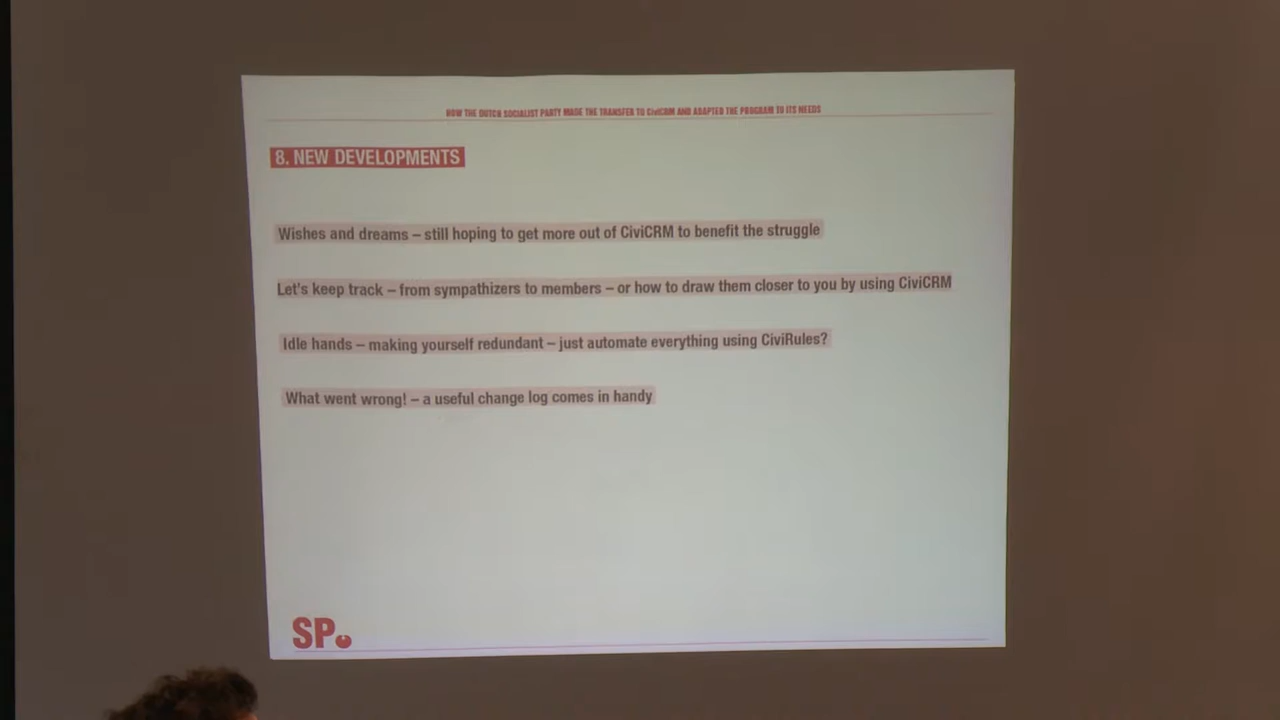 HOW THE DUTCH SOCIALIST PARTY MADE THE TRANSFER TO CiviCRM AND ADAPTED THE PROGRAM TO ITS NEEDS
8. NEW DEVELOPMENTS
Wishes and dreams – still hoping to get more out of CiviCRM to benefit the struggle
Let's keep track – from sympathizers to members – or how to draw them closer to you by using CiviCRM
Idle hands – making yourself redundant – just automate everything using CiviRules?
What went wrong! – a useful change log comes in handy
SP.